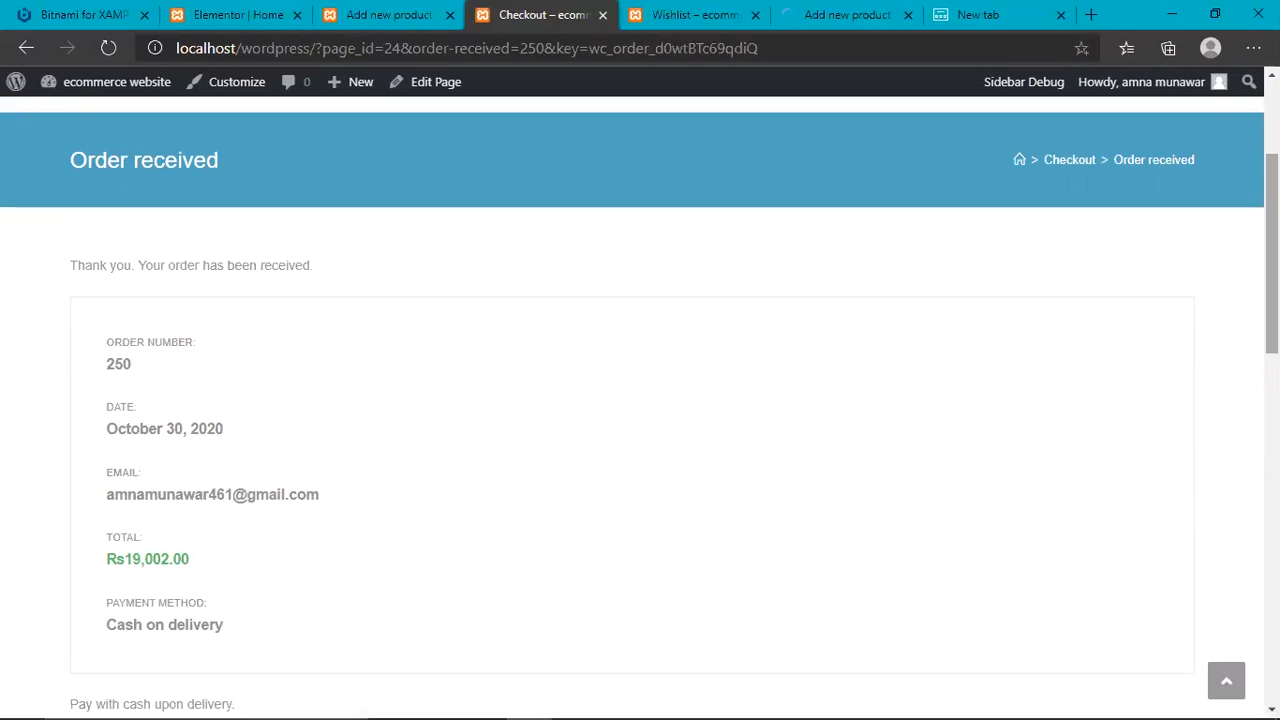 Bitnami for XAMP
Elementor | Home
Add new product
Checkout – ecom
Wishlist – ecomm
Add new product
New tab
localhost/wordpress/?page_id=24&order-received=250&key=wc_order_d0wtBTc69qdiQ
ecommerce website
Customize
0
New
Edit Page
Sidebar Debug
Howdy, amna munawar
Order received
> Checkout > Order received
Thank you. Your order has been received.
ORDER NUMBER:
250
DATE:
October 30, 2020
EMAIL:
amnamunawar461@gmail.com
TOTAL:
Rs19,002.00
PAYMENT METHOD:
Cash on delivery
Pay with cash upon delivery.